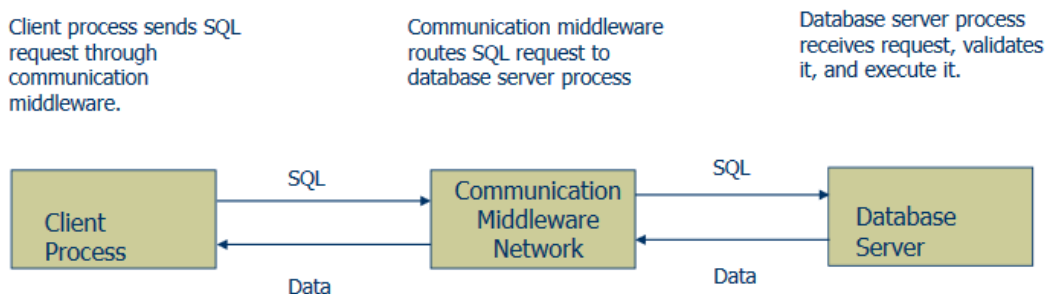 Client process sends SQL
request through
communication
middleware.
Communication middleware
routes SQL request to
database server process
Database server process
receives request, validates
it, and execute it.
SQL
SQL
Client
Process
Communication
Middleware
Network
Database
Server
Data
Data